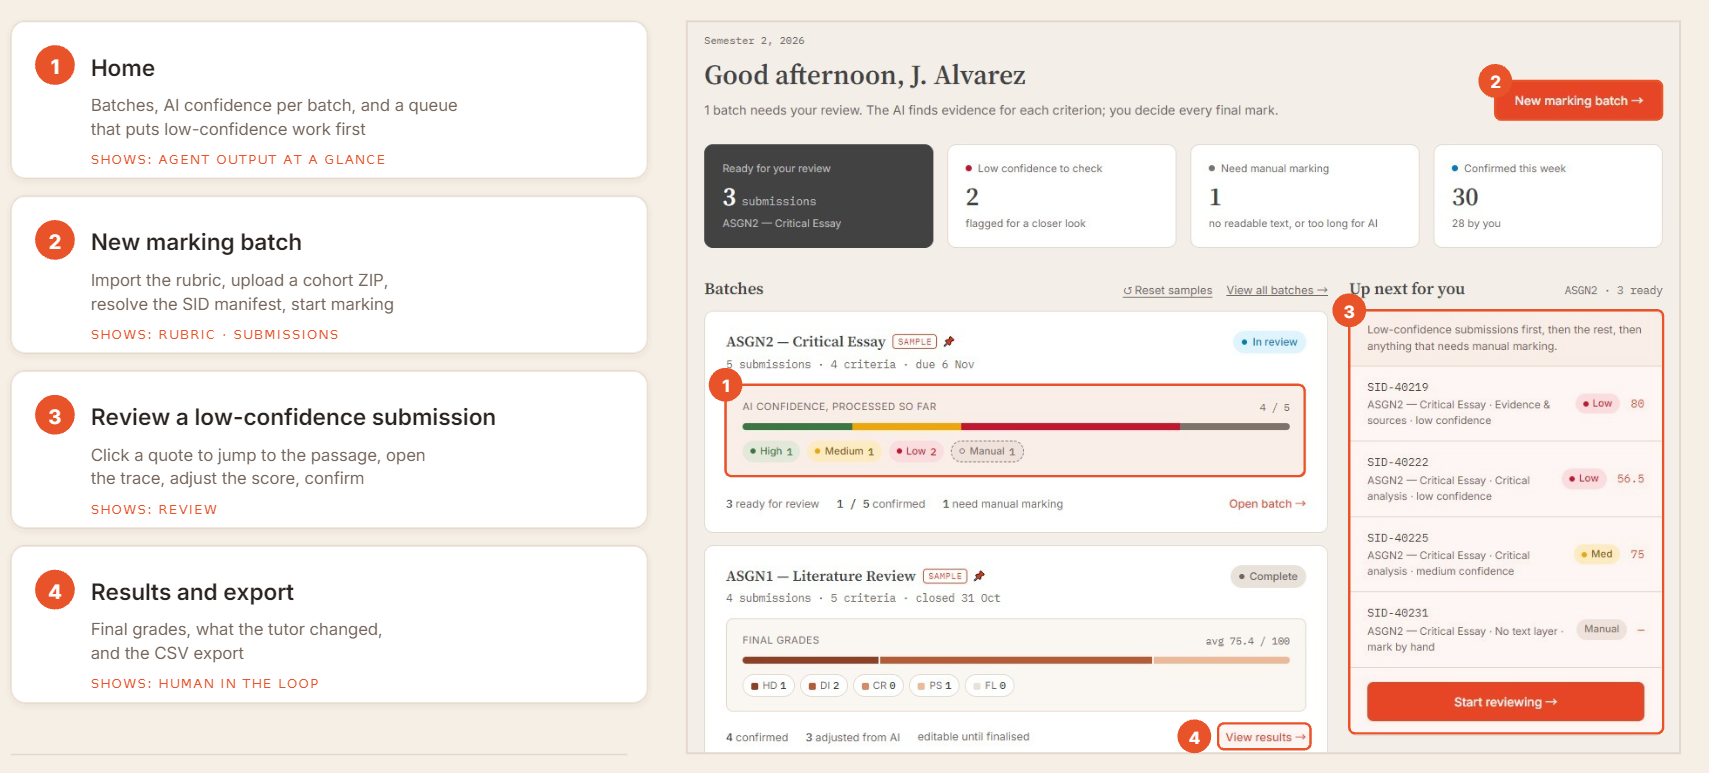 1
Home
Batches, AI confidence per batch, and a queue
that puts low-confidence work first
SHOWS: AGENT OUTPUT AT A GLANCE
2
New marking batch
Import the rubric, upload a cohort ZIP,
resolve the SID manifest, start marking
SHOWS: RUBRIC · SUBMISSIONS
3
Review a low-confidence submission
Click a quote to jump to the passage, open
the trace, adjust the score, confirm
SHOWS: REVIEW
4
Results and export
Final grades, what the tutor changed,
and the CSV export
SHOWS: HUMAN IN THE LOOP
Semester 2, 2026
Good afternoon, J. Alvarez
1 batch needs your review. The AI finds evidence for each criterion; you decide every final mark.
2
New marking batch →
Ready for your review
3 submissions
ASGN2 — Critical Essay
Low confidence to check
2
flagged for a closer look
Need manual marking
1
no readable text, or too long for AI
Confirmed this week
30
28 by you
Batches
↺ Reset samples
View all batches →
ASGN2 — Critical Essay SAMPLE
In review
5 submissions · 4 criteria · due 6 Nov
1
AI CONFIDENCE, PROCESSED SO FAR
4 / 5
High 1
Medium 1
Low 2
Manual 1
3 ready for review
1 / 5 confirmed
1 need manual marking
Open batch →
ASGN1 — Literature Review SAMPLE
Complete
4 submissions · 5 criteria · closed 31 Oct
FINAL GRADES
avg 75.4 / 100
HD 1
DI 2
CR 0
PS 1
FL 0
4 confirmed
3 adjusted from AI
editable until finalised
4
View results →
Up next for you
ASGN2 · 3 ready
3
Low-confidence submissions first, then the rest, then
anything that needs manual marking.
SID-40219
ASGN2 — Critical Essay · Evidence &
sources · low confidence
Low
80
SID-40222
ASGN2 — Critical Essay · Critical
analysis · low confidence
Low
56.5
SID-40225
ASGN2 — Critical Essay · Critical
analysis · medium confidence
Med
75
SID-40231
ASGN2 — Critical Essay · No text layer ·
mark by hand
Manual
—
Start reviewing →